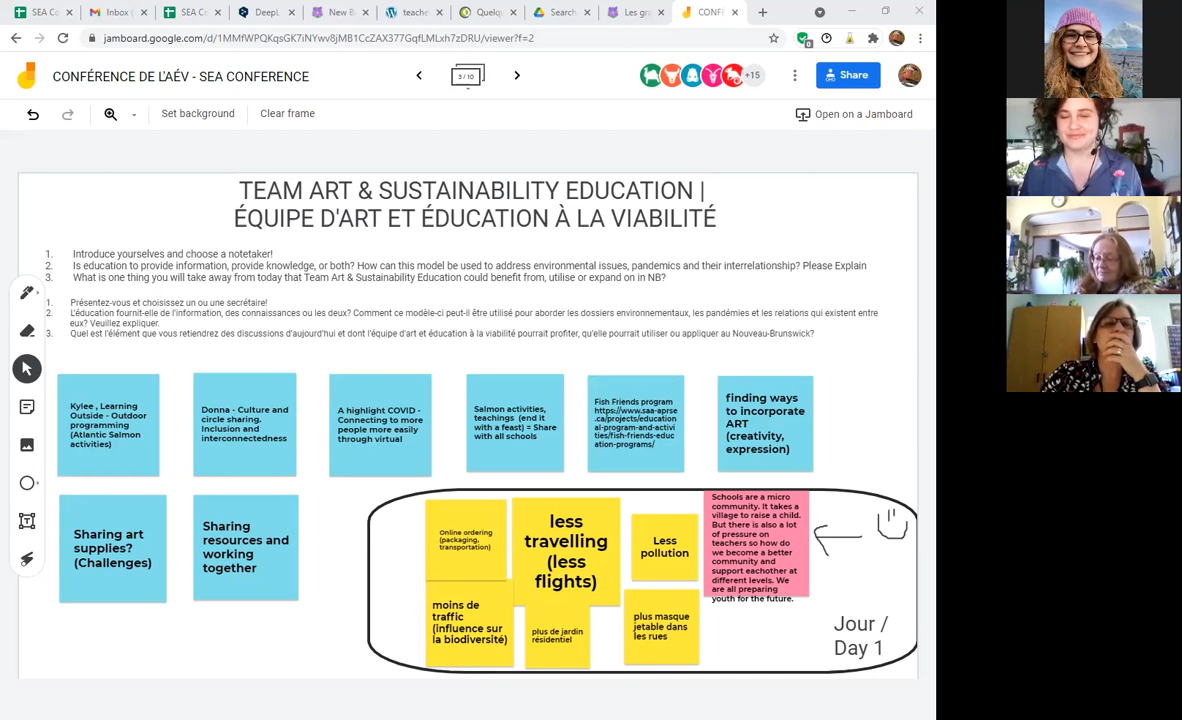 SEA Co
Inbox (
SEA Co
DeepL
New B
teache
Quelq
Search
Les gra
CONFÉ
jamboard.google.com/d/1MMfWPQKqsGK7iNYwv8jMB1CcZAX377GqfLMLxh7zDRU/viewer?f=2
CONFÉRENCE DE L'AÉV - SEA CONFERENCE
3/10
+15
Share
Set background
Clear frame
Open on a Jamboard
TEAM ART & SUSTAINABILITY EDUCATION |
ÉQUIPE D'ART ET ÉDUCATION À LA VIABILITÉ
1. Introduce yourselves and choose a notetaker!
2. Is education to provide information, provide knowledge, or both? How can this model be used to address environmental issues, pandemics and their interrelationship? Please Explain
3. What is one thing you will take away from today that Team Art & Sustainability Education could benefit from, utilise or expand on in NB?
1. Présentez-vous et choisissez un ou une secrétaire!
2. L'éducation fournit-elle de l'information, des connaissances ou les deux? Comment ce modèle-ci peut-il être utilisé pour aborder les dossiers environnementaux, les pandémies et les relations qui existent entre
eux? Veuillez expliquer.
3. Quel est l'élément que vous retiendrez des discussions d'aujourd'hui et dont l'équipe d'art et éducation à la viabilité pourrait profiter, qu'elle pourrait utiliser ou appliquer au Nouveau-Brunswick?
Kylee , Learning
Outside - Outdoor
programming
(Atlantic Salmon
activities)
Donna - Culture and
circle sharing.
Inclusion and
interconnectedness
A highlight COVID -
Connecting to more
people more easily
through virtual
Salmon activities,
teachings (end it
with a feast) = Share
with all schools
Fish Friends program
https://www.saa-aprse
.ca/projects/education
al-program-and-activi
ties/fish-friends-educ
ation-programs/
finding ways
to incorporate
ART
(creativity,
expression)
Sharing art
supplies?
(Challenges)
Sharing
resources and
working
together
Online ordering
(packaging,
transportation)
less
travelling
(less
flights)
Less
pollution
Schools are a micro
community. It takes a
village to raise a child.
But there is also a lot
of pressure on
teachers so how do
we become a better
community and
support eachother at
different levels. We
are all preparing
youth for the future.
moins de
traffic
(influence sur
la biodiversité)
plus de jardin
résidentiel
plus masque
jetable dans
les rues
Jour /
Day 1